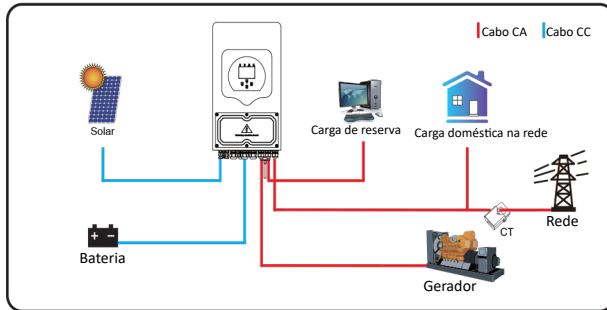 Cabo CA
Cabo CC
Solar
Carga de reserva
Carga doméstica na rede
Rede
CT
Bateria
Gerador